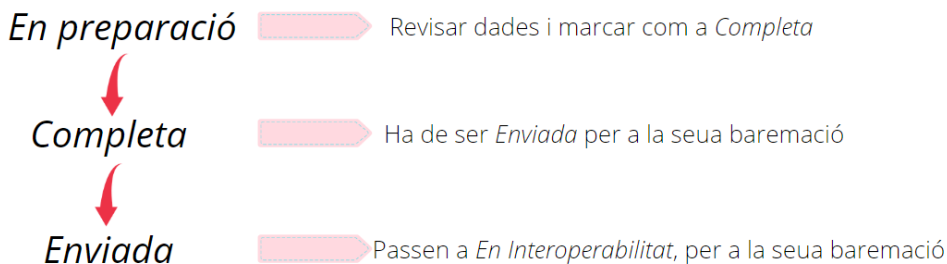 En preparació Revisar dades i marcar com a Completa
Completa Ha de ser Enviada per a la seua baremació
Enviada Passen a En Interoperabilitat, per a la seua baremació